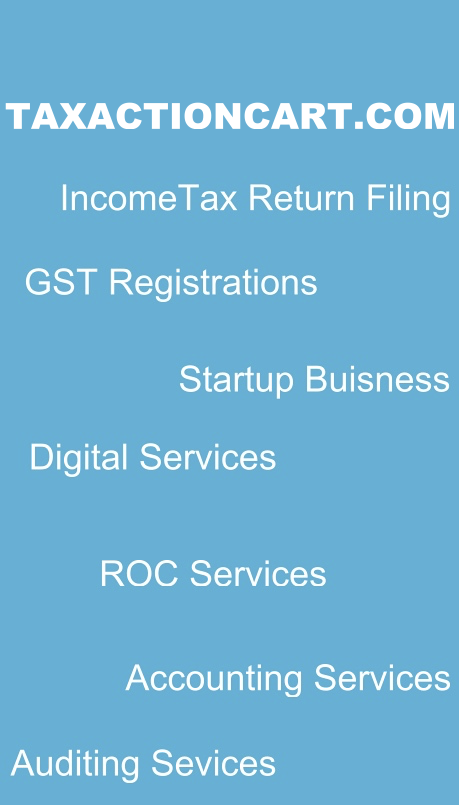 TAXACTIONCART.COM
IncomeTax Return Filing
GST Registrations
Startup Buisness
Digital Services
ROC Services
Accounting Services
Auditing Sevices